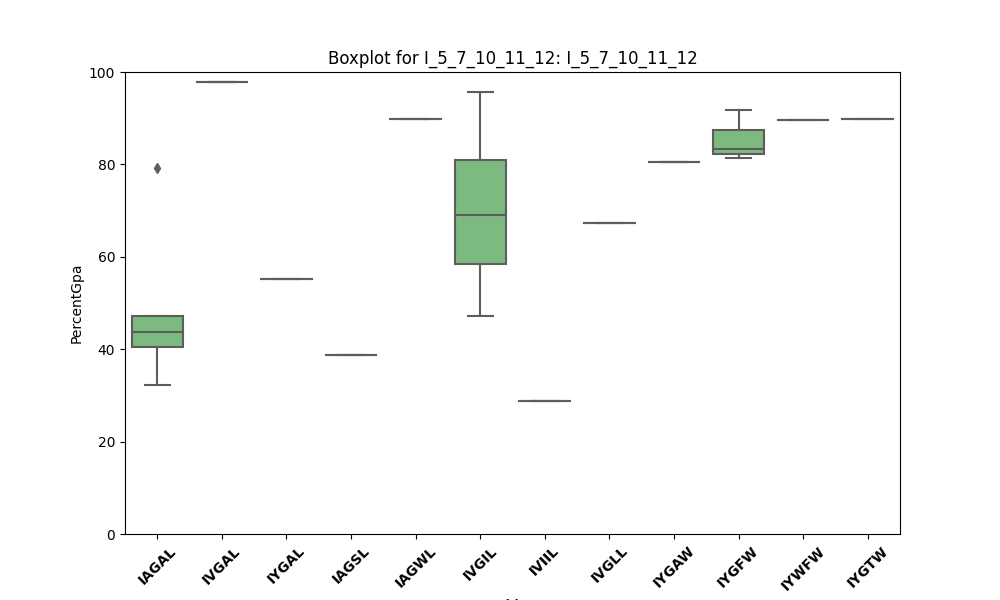 Boxplot for I_5_7_10_11_12: I_5_7_10_11_12
100
80
60
40
20
0
PercentGpa
IAGAL
IVGAL
IYGAL
IAGSL
IAGWL
IVGIL
IVIIL
IVGLL
IYGAW
IYGFW
IYWFW
IYGTW